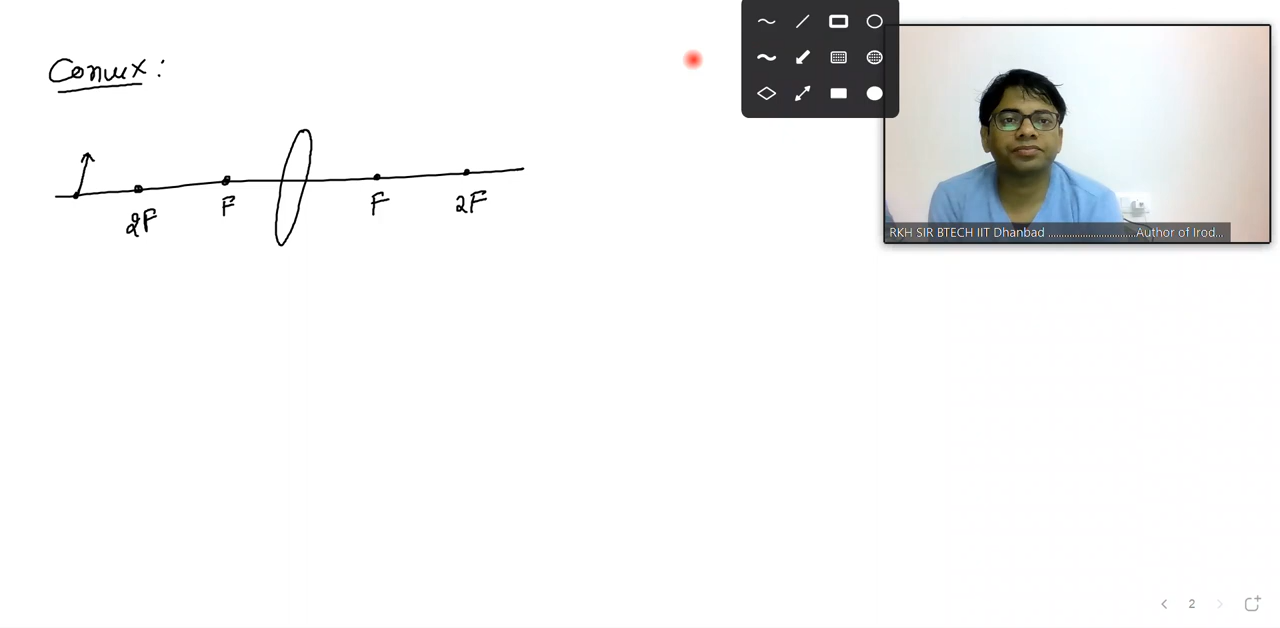 Convex :
2F F F 2F
RKH SIR BTECH IIT Dhanbad ..................................Author of Irod...
2